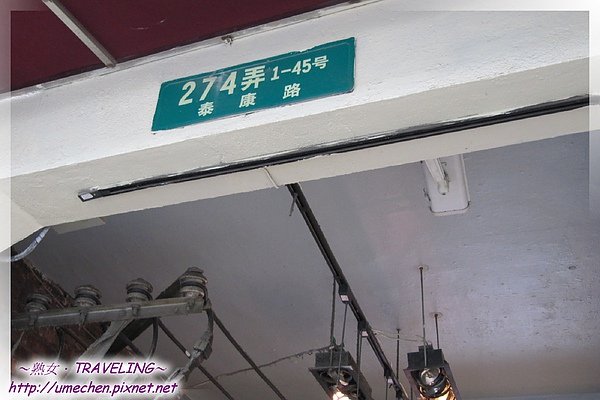 274弄1-45号
泰康路
～熟女．TRAVELING～
http://umechen.pixnet.net